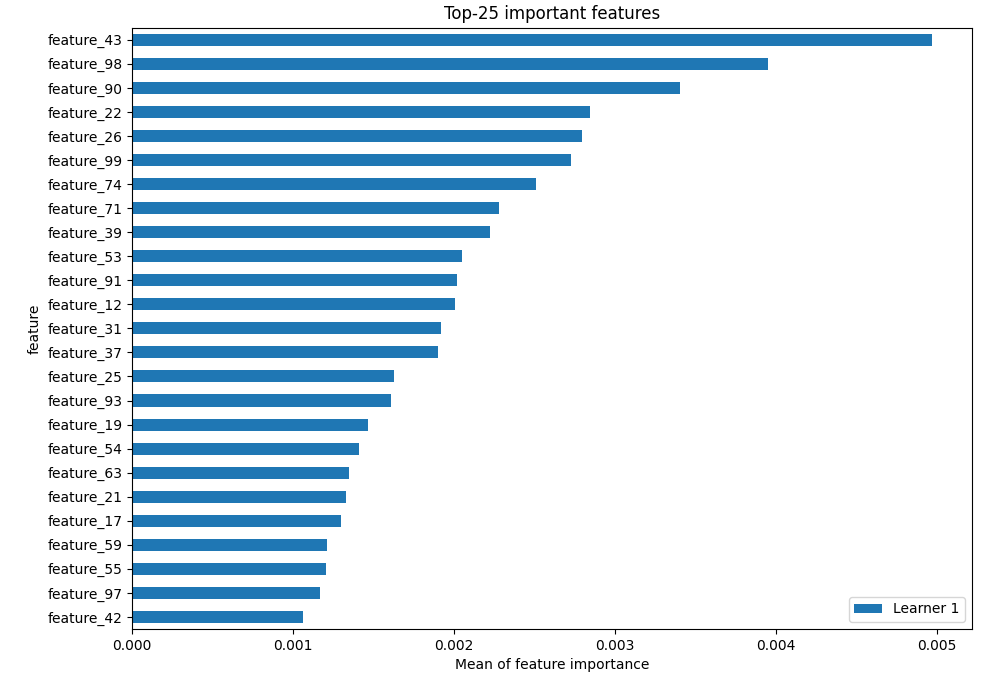 Top-25 important features
feature_43
feature_98
feature_90
feature_22
feature_26
feature_99
feature_74
feature_71
feature_39
feature_53
feature_91
feature_12
feature_31
feature_37
feature_25
feature_93
feature_19
feature_54
feature_63
feature_21
feature_17
feature_59
feature_55
feature_97
feature_42
feature
Learner 1
0.000 0.001 0.002 0.003 0.004 0.005
Mean of feature importance